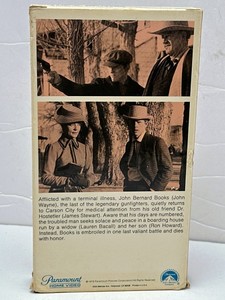 Afflicted with a terminal illness, John Bernard Books (John
Wayne), the last of the legendary gunfighters, quietly returns
to Carson City for medical attention from his old friend Dr.
Hostetler (James Stewart). Aware that his days are numbered,
the troubled man seeks solace and peace in a boarding house
run by a widow (Lauren Bacall) and her son (Ron Howard).
Instead, Books is embroiled in one last valiant battle and dies
with honor.
Paramount
HOME VIDEO